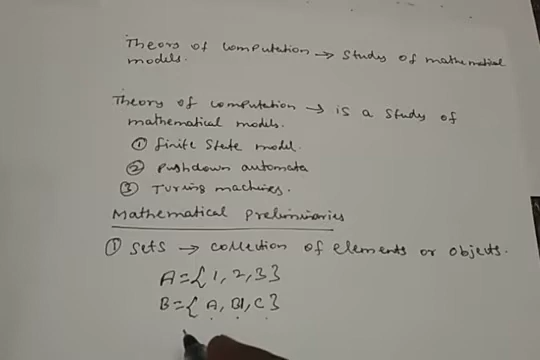 Theory of computation → Study of mathematical
models.
Theory of computation → is a study of
mathematical models.
① finite state model.
② Pushdown automata
③ Turing machines.
Mathematical Preliminaries
① Sets → collection of elements or objects.
A={1,2,3}
B={A, B, C}